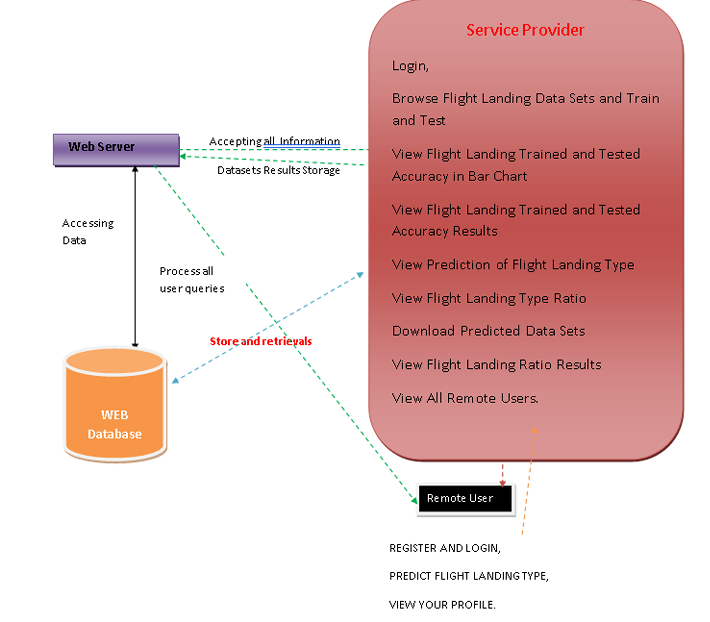 Service Provider
Login,
Browse Flight Landing Data Sets and Train
and Test
View Flight Landing Trained and Tested
Accuracy in Bar Chart
View Flight Landing Trained and Tested
Accuracy Results
View Prediction of Flight Landing Type
View Flight Landing Type Ratio
Download Predicted Data Sets
View Flight Landing Ratio Results
View All Remote Users.
Web Server
Accepting all Information
Datasets Results Storage
Accessing
Data
Process all
user queries
Store and retrievals
WEB
Database
Remote User
REGISTER AND LOGIN,
PREDICT FLIGHT LANDING TYPE,
VIEW YOUR PROFILE.